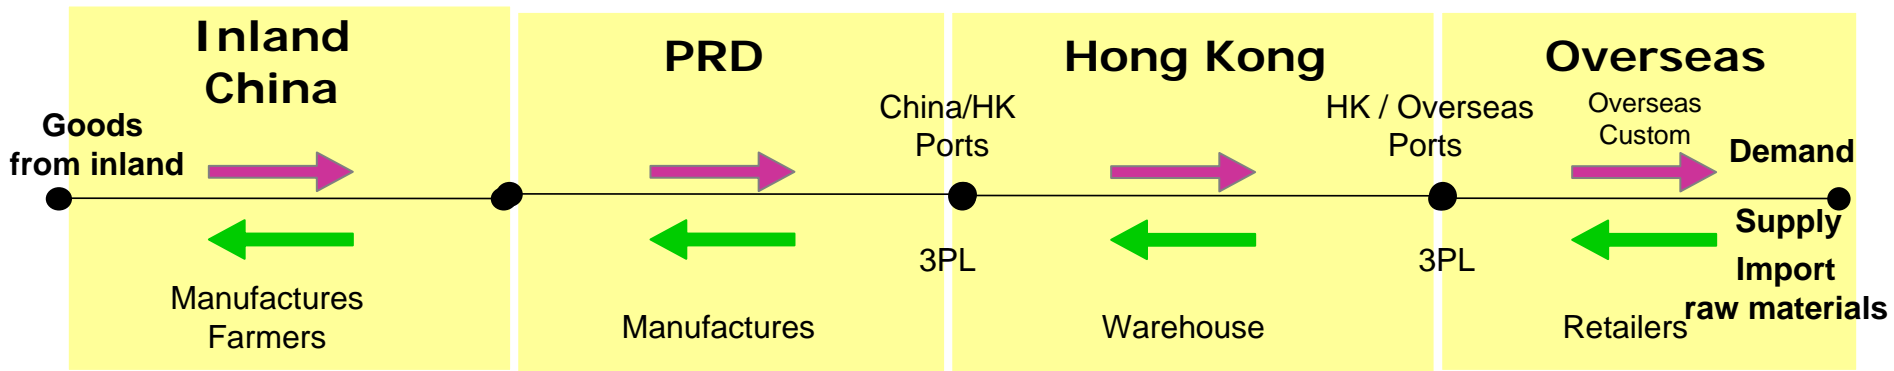 Inland
China
PRD
Hong Kong
Overseas
Goods
from inland
China/HK
Ports
HK / Overseas
Ports
Overseas
Custom
Demand
Supply
Import
raw materials
3PL
3PL
Manufactures
Farmers
Manufactures
Warehouse
Retailers